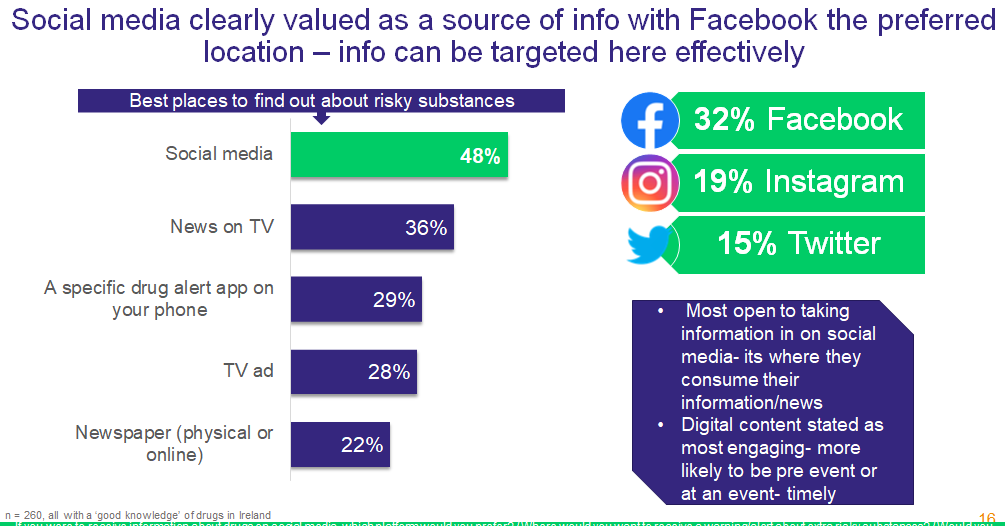 Social media clearly valued as a source of info with Facebook the preferred
location – info can be targeted here effectively
Best places to find out about risky substances
Social media
48%
News on TV
36%
A specific drug alert app on
your phone
29%
TV ad
28%
Newspaper (physical or
online)
22%
32% Facebook
19% Instagram
15% Twitter
• Most open to taking
information in on social
media- its where they
consume their
information/news
• Digital content stated as
most engaging- more
likely to be pre event or
at an event- timely
n = 260, all with a ‘good knowledge’ of drugs in Ireland
16